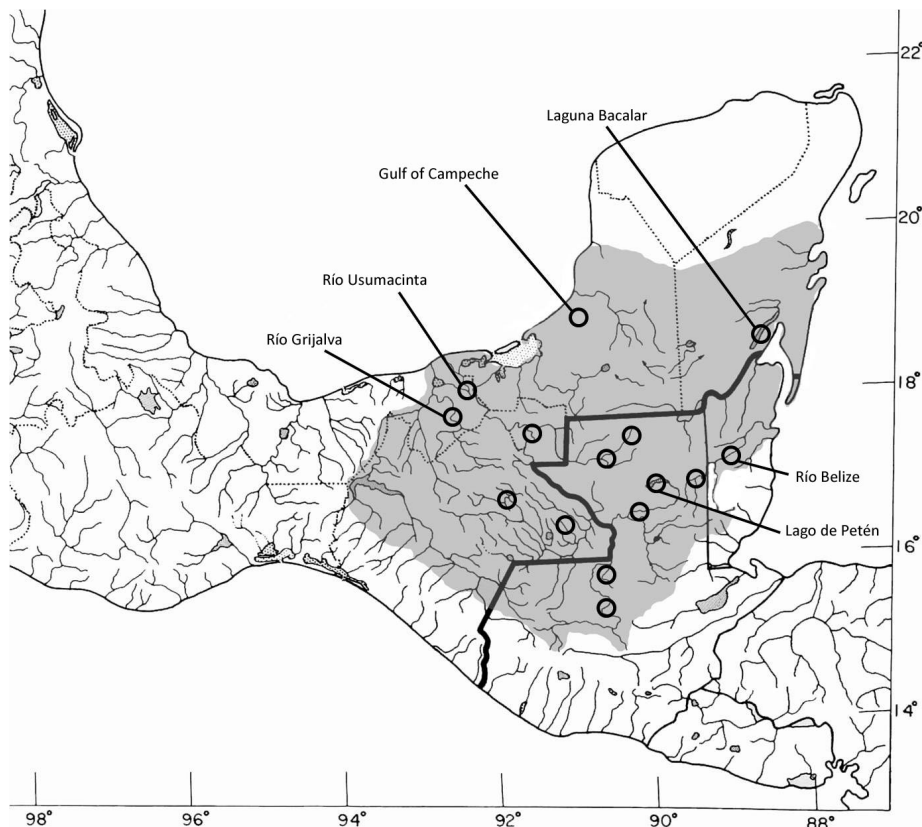 22°
Laguna Bacalar
Gulf of Campeche
20°
Río Usumacinta
Río Grijalva
18°
Río Belize
Lago de Petén
16°
14°
98°
96°
94°
92°
90°
88°